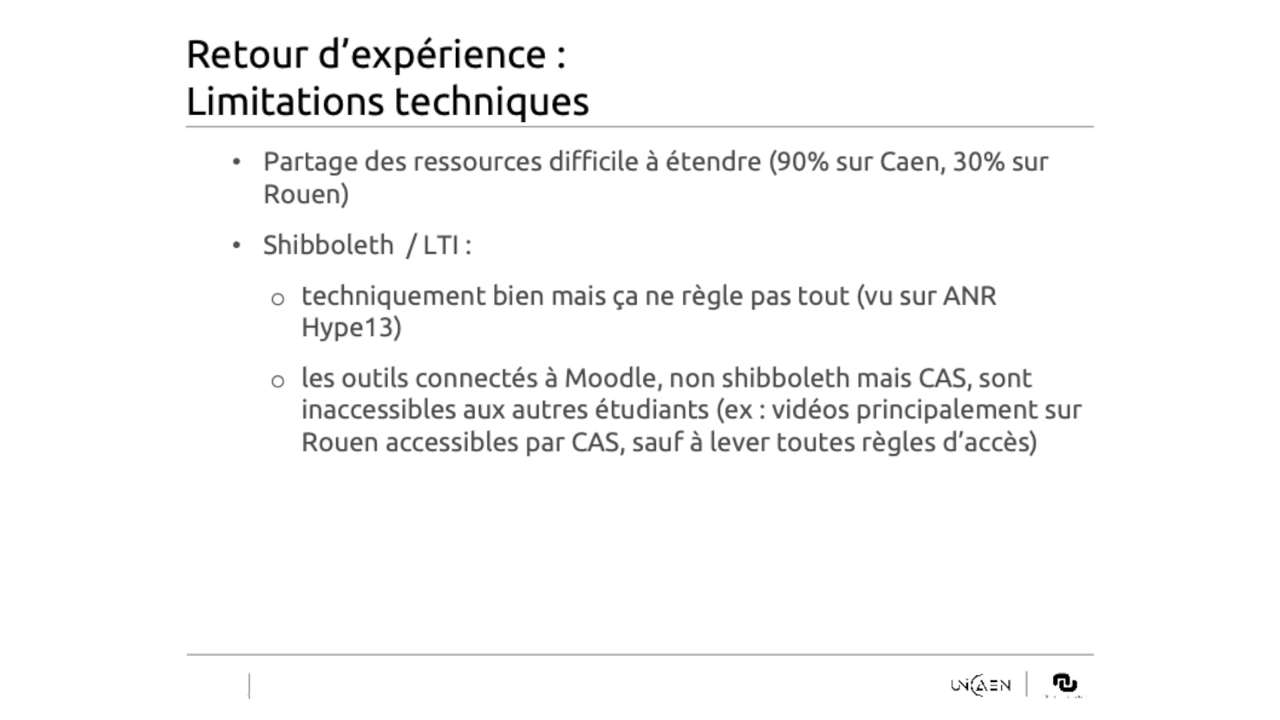 Retour d’expérience :
Limitations techniques
• Partage des ressources difficile à étendre (90% sur Caen, 30% sur
Rouen)
• Shibboleth / LTI :
o techniquement bien mais ça ne règle pas tout (vu sur ANR
Hype13)
o les outils connectés à Moodle, non shibboleth mais CAS, sont
inaccessibles aux autres étudiants (ex : vidéos principalement sur
Rouen accessibles par CAS, sauf à lever toutes règles d’accès)
UNICAEN